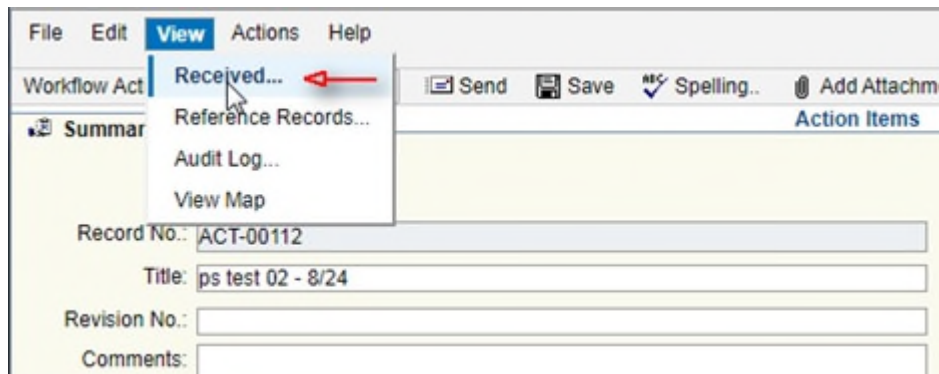 File Edit View Actions Help
Received...
Workflow Act Send Save Spelling.. Add Attachm
Reference Records...
Summar Action Items
Audit Log...
View Map
Record No.: ACT-00112
Title: ps test 02 - 8/24
Revision No.:
Comments: